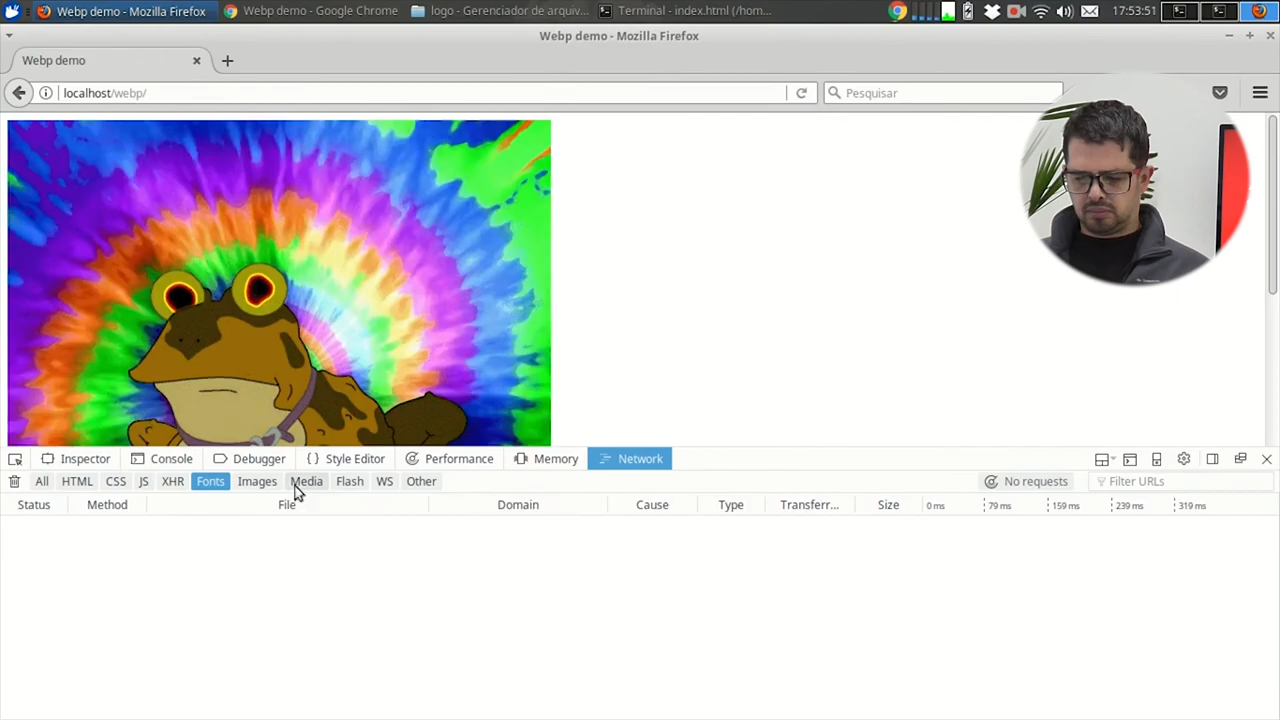 Webp demo - Mozilla Firefox
Webp demo - Google Chrome
logo - Gerenciador de arquiv...
Terminal - index.html (/hom...
17:53:51
Webp demo - Mozilla Firefox
Webp demo
localhost/webp/
Pesquisar
Inspector
Console
Debugger
Style Editor
Performance
Memory
Network
All
HTML
CSS
JS
XHR
Fonts
Images
Media
Flash
WS
Other
No requests
Filter URLs
Status
Method
File
Domain
Cause
Type
Transferr...
Size
0 ms
79 ms
159 ms
239 ms
319 ms